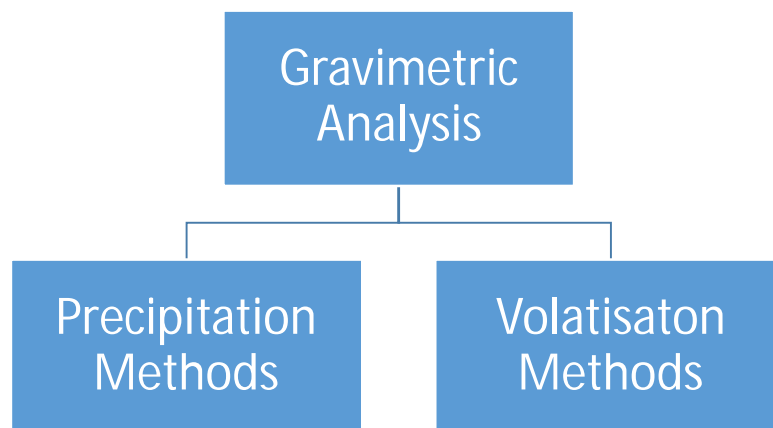 Gravimetric
Analysis
Precipitation
Methods
Volatisaton
Methods